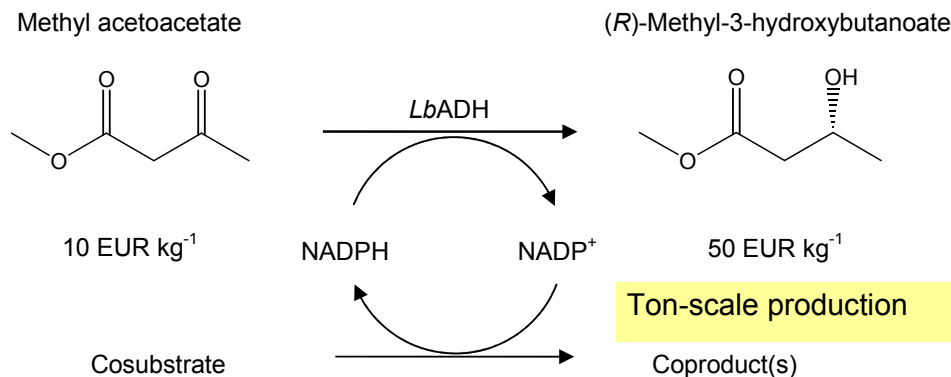 Methyl acetoacetate
(R)-Methyl-3-hydroxybutanoate
O O
O
LbADH
O OH
O
10 EUR kg⁻¹
NADPH
NADP⁺
50 EUR kg⁻¹
Ton-scale production
Cosubstrate
Coproduct(s)